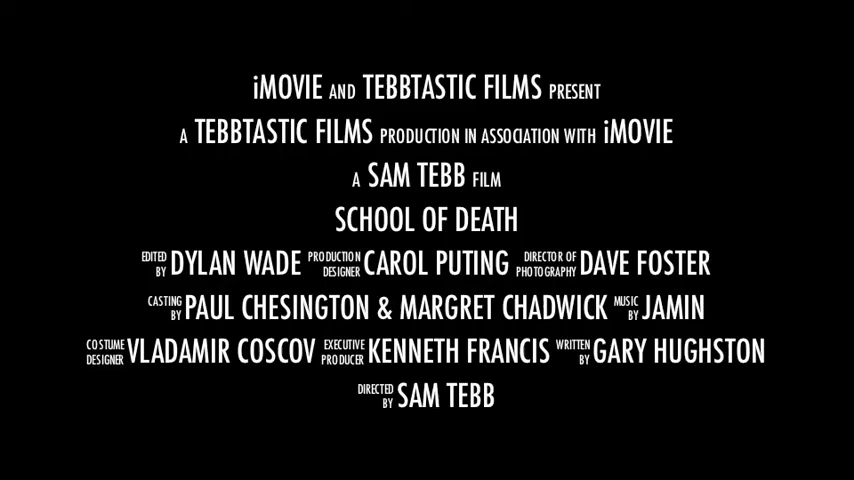 iMOVIE AND TEBBTASTIC FILMS PRESENT
A TEBBTASTIC FILMS PRODUCTION IN ASSOCIATION WITH iMOVIE
A SAM TEBB FILM
SCHOOL OF DEATH
EDITED BY DYLAN WADE PRODUCTION DESIGNER CAROL PUTING DIRECTOR OF PHOTOGRAPHY DAVE FOSTER
CASTING BY PAUL CHESINGTON & MARGRET CHADWICK MUSIC BY JAMIN
COSTUME DESIGNER VLADAMIR COSCOV EXECUTIVE PRODUCER KENNETH FRANCIS WRITTEN BY GARY HUGHSTON
DIRECTED BY SAM TEBB